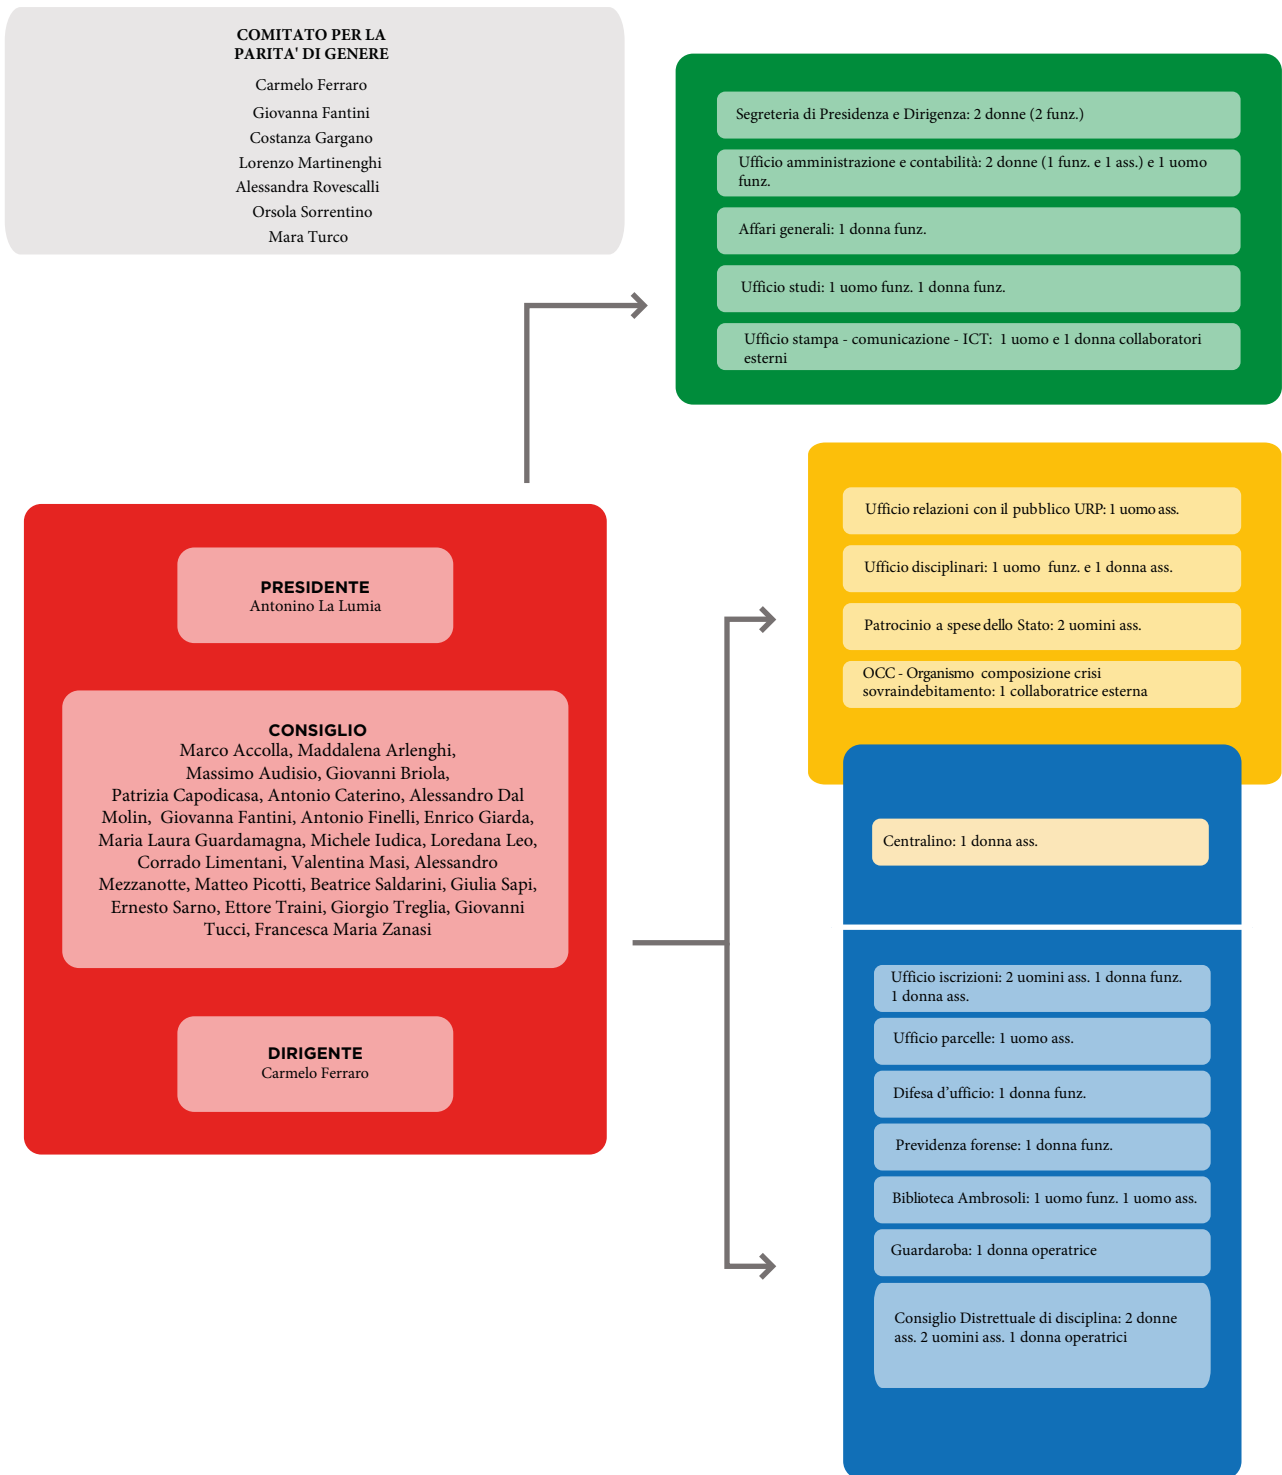 COMITATO PER LA
PARITA' DI GENERE
Carmelo Ferraro
Giovanna Fantini
Costanza Gargano
Lorenzo Martinenghi
Alessandra Rovescalli
Orsola Sorrentino
Mara Turco
Segreteria di Presidenza e Dirigenza: 2 donne (2 funz.)
Ufficio amministrazione e contabilità: 2 donne (1 funz. e 1 ass.) e 1 uomo
funz.
Affari generali: 1 donna funz.
Ufficio studi: 1 uomo funz. 1 donna funz.
Ufficio stampa - comunicazione - ICT: 1 uomo e 1 donna collaboratori
esterni
PRESIDENTE
Antonino La Lumia
CONSIGLIO
Marco Accolla, Maddalena Arlenghi,
Massimo Audisio, Giovanni Briola,
Patrizia Capodicasa, Antonio Caterino, Alessandro Dal
Molin, Giovanna Fantini, Antonio Finelli, Enrico Giarda,
Maria Laura Guardamagna, Michele Iudica, Loredana Leo,
Corrado Limentani, Valentina Masi, Alessandro
Mezzanotte, Matteo Picotti, Beatrice Saldarini, Giulia Sapi,
Ernesto Sarno, Ettore Traini, Giorgio Treglia, Giovanni
Tucci, Francesca Maria Zanasi
DIRIGENTE
Carmelo Ferraro
Ufficio relazioni con il pubblico URP: 1 uomo ass.
Ufficio disciplinari: 1 uomo funz. e 1 donna ass.
Patrocinio a spese dello Stato: 2 uomini ass.
OCC - Organismo composizione crisi
sovraindebitamento: 1 collaboratrice esterna
Centralino: 1 donna ass.
Ufficio iscrizioni: 2 uomini ass. 1 donna funz.
1 donna ass.
Ufficio parcelle: 1 uomo ass.
Difesa d'ufficio: 1 donna funz.
Previdenza forense: 1 donna funz.
Biblioteca Ambrosoli: 1 uomo funz. 1 uomo ass.
Guardaroba: 1 donna operatrice
Consiglio Distrettuale di disciplina: 2 donne
ass. 2 uomini ass. 1 donna operatrici